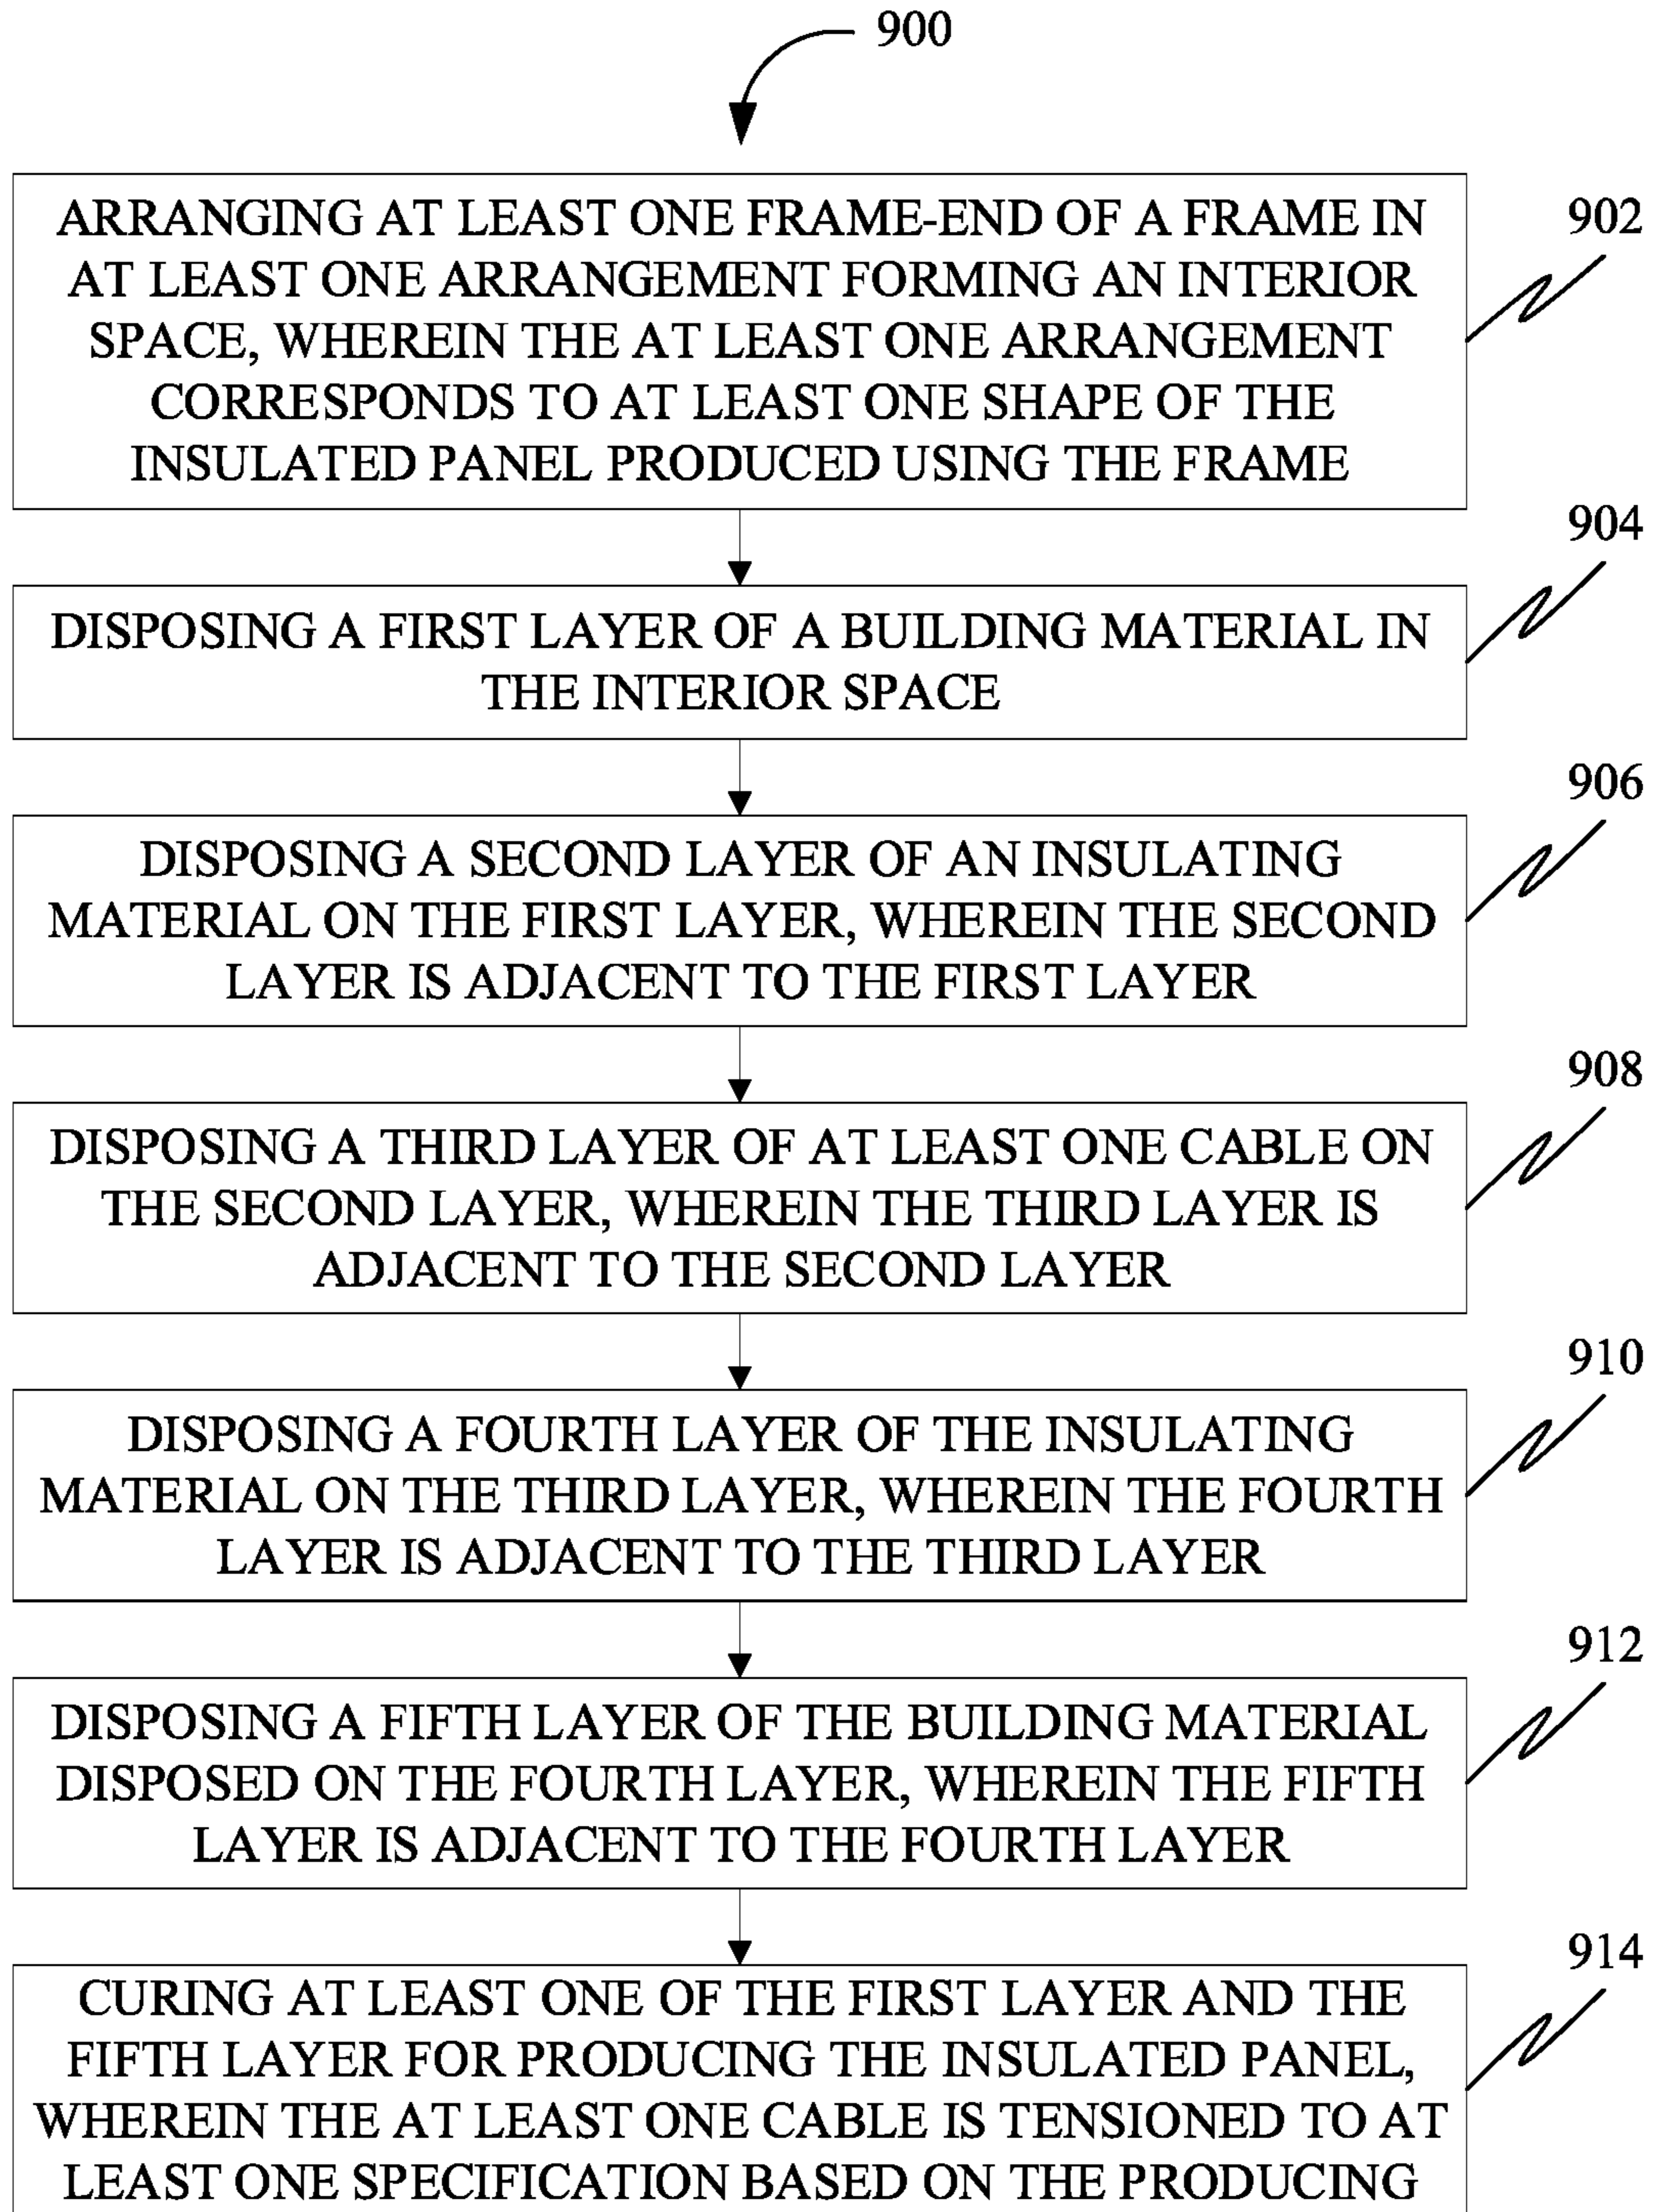 900
ARRANGING AT LEAST ONE FRAME-END OF A FRAME IN
AT LEAST ONE ARRANGEMENT FORMING AN INTERIOR
SPACE, WHEREIN THE AT LEAST ONE ARRANGEMENT
CORRESPONDS TO AT LEAST ONE SHAPE OF THE
INSULATED PANEL PRODUCED USING THE FRAME
902
DISPOSING A FIRST LAYER OF A BUILDING MATERIAL IN
THE INTERIOR SPACE
904
DISPOSING A SECOND LAYER OF AN INSULATING
MATERIAL ON THE FIRST LAYER, WHEREIN THE SECOND
LAYER IS ADJACENT TO THE FIRST LAYER
906
DISPOSING A THIRD LAYER OF AT LEAST ONE CABLE ON
THE SECOND LAYER, WHEREIN THE THIRD LAYER IS
ADJACENT TO THE SECOND LAYER
908
DISPOSING A FOURTH LAYER OF THE INSULATING
MATERIAL ON THE THIRD LAYER, WHEREIN THE FOURTH
LAYER IS ADJACENT TO THE THIRD LAYER
910
DISPOSING A FIFTH LAYER OF THE BUILDING MATERIAL
DISPOSED ON THE FOURTH LAYER, WHEREIN THE FIFTH
LAYER IS ADJACENT TO THE FOURTH LAYER
912
CURING AT LEAST ONE OF THE FIRST LAYER AND THE
FIFTH LAYER FOR PRODUCING THE INSULATED PANEL,
WHEREIN THE AT LEAST ONE CABLE IS TENSIONED TO AT
LEAST ONE SPECIFICATION BASED ON THE PRODUCING
914